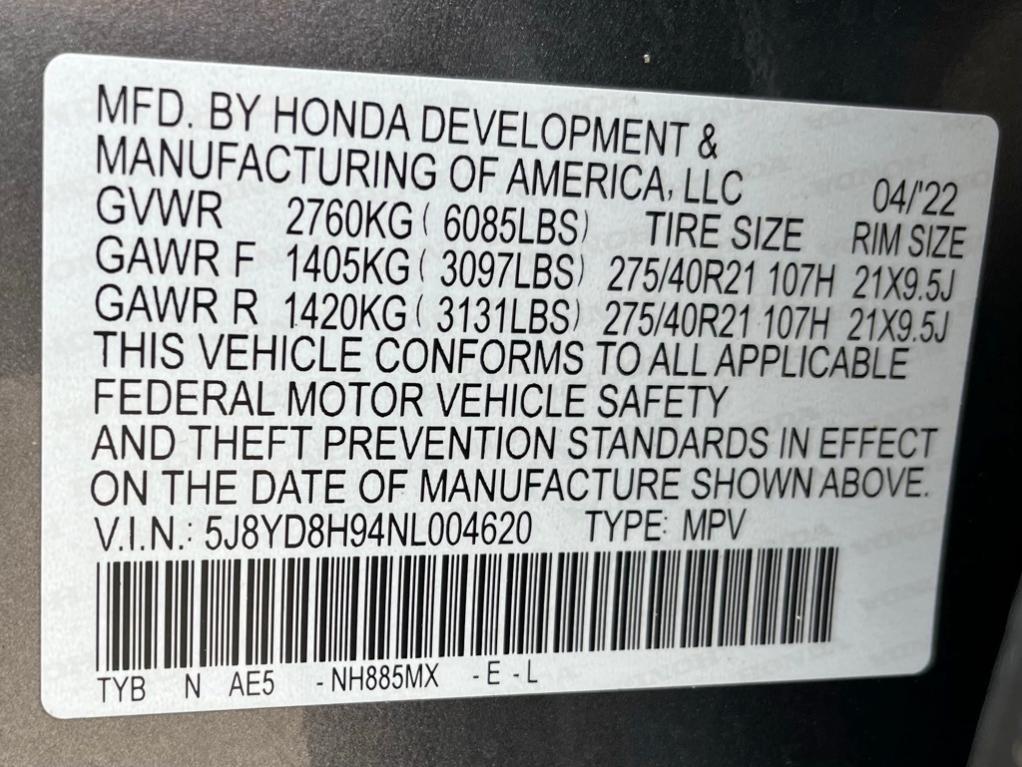 MFD. BY HONDA DEVELOPMENT &
MANUFACTURING OF AMERICA, LLC 04/'22
GVWR 2760KG ( 6085LBS) TIRE SIZE RIM SIZE
GAWR F 1405KG ( 3097LBS) 275/40R21 107H 21X9.5J
GAWR R 1420KG ( 3131LBS) 275/40R21 107H 21X9.5J
THIS VEHICLE CONFORMS TO ALL APPLICABLE
FEDERAL MOTOR VEHICLE SAFETY
AND THEFT PREVENTION STANDARDS IN EFFECT
ON THE DATE OF MANUFACTURE SHOWN ABOVE.
V.I.N.: 5J8YD8H94NL004620 TYPE: MPV
TYB N AE5 - NH885MX - E - L